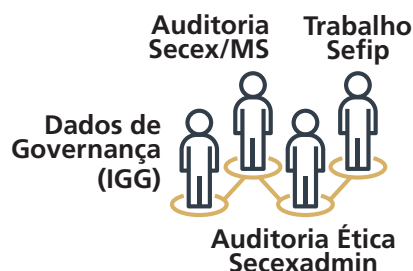 Auditoria
Secex/MS
Trabalho
Sefip
Dados de
Governança
(IGG)
Auditoria Ética
Secexadmin